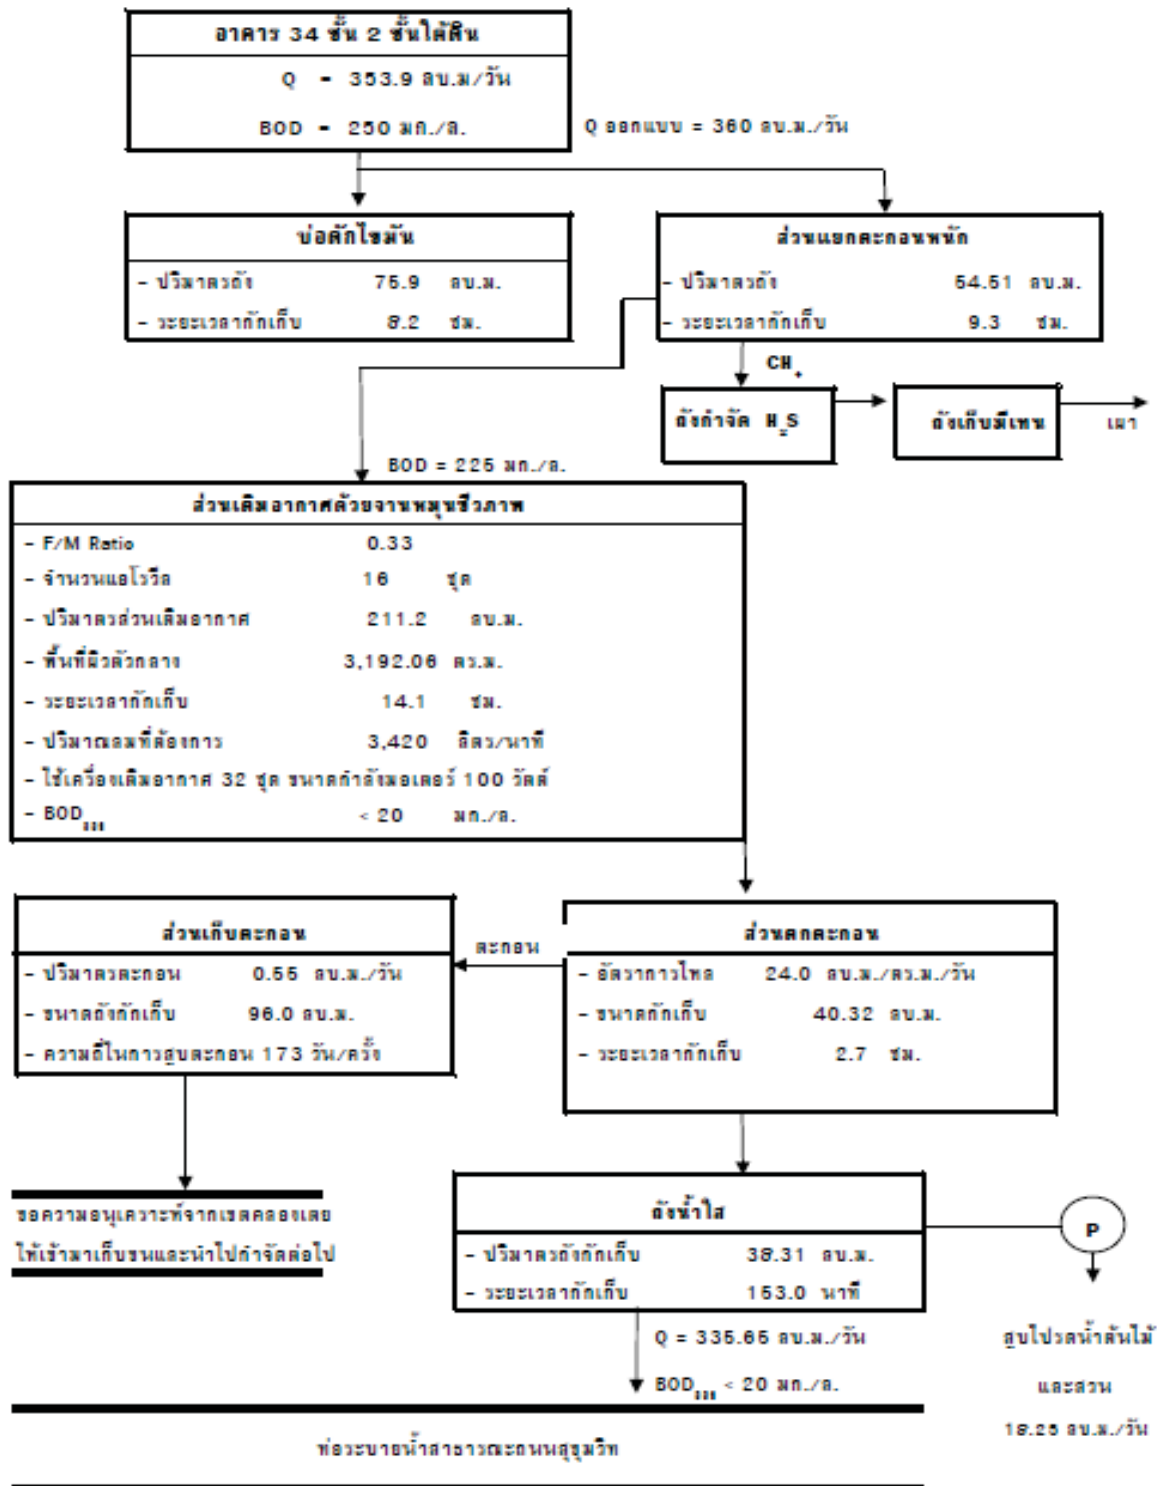 อาคาร 34 ชั้น 2 ชั้นใต้ดิน
Q = 353.9 ลบ.ม/วัน
BOD = 250 มก./ล.
Q ออกแบบ = 360 ลบ.ม./วัน
บ่อดักไขมัน
- ปริมาตรถัง 75.9 ลบ.ม.
- ระยะเวลากักเก็บ 8.2 ชม.
ส่วนแยกตะกอนหนัก
- ปริมาตรถัง 54.51 ลบ.ม.
- ระยะเวลากักเก็บ 9.3 ชม.
CH₄
ถังกำจัด H₂S
ถังเก็บมีเทน
เผา
BOD = 225 มก./ล.
ส่วนเติมอากาศด้วยจานหมุนชีวภาพ
- F/M Ratio 0.33
- จำนวนแอโรวีล 16 ชุด
- ปริมาตรส่วนเติมอากาศ 211.2 ลบ.ม.
- พื้นที่ผิวตัวกลาง 3,192.06 ตร.ม.
- ระยะเวลากักเก็บ 14.1 ชม.
- ปริมาณลมที่ต้องการ 3,420 ลิตร/นาที
- ใช้เครื่องเติมอากาศ 32 ชุด ขนาดกำลังมอเตอร์ 100 วัตต์
- BODออก < 20 มก./ล.
ส่วนเก็บตะกอน
- ปริมาตรตะกอน 0.55 ลบ.ม./วัน
- ขนาดถังกักเก็บ 96.0 ลบ.ม.
- ความถี่ในการสูบตะกอน 173 วัน/ครั้ง
ตะกอน
ส่วนตกตะกอน
- อัตราการไหล 24.0 ลบ.ม./ตร.ม./วัน
- ขนาดกักเก็บ 40.32 ลบ.ม.
- ระยะเวลากักเก็บ 2.7 ชม.
ขอความอนุเคราะห์จากเขตคลองเตย
ให้เข้ามาเก็บขนและนำไปกำจัดต่อไป
ถังน้ำใส
- ปริมาตรถังกักเก็บ 38.31 ลบ.ม.
- ระยะเวลากักเก็บ 153.0 นาที
P
สูบไปรดน้ำต้นไม้
และสวน
18.25 ลบ.ม./วัน
Q = 335.65 ลบ.ม./วัน
BODออก < 20 มก./ล.
ท่อระบายน้ำสาธารณะถนนสุขุมวิท